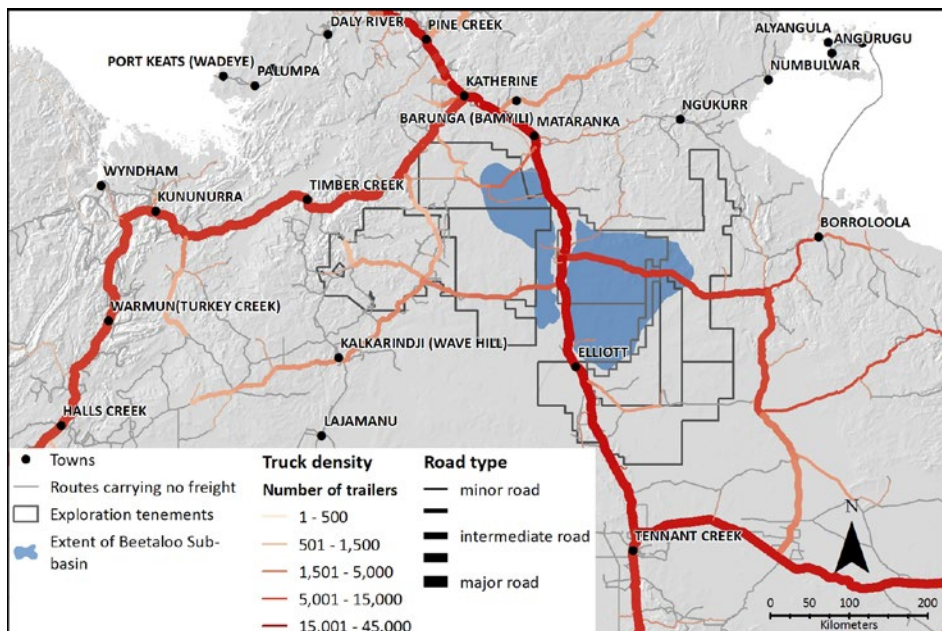 DALY RIVER
PINE CREEK
ALYANGULA
ANGURUGU
NUMBULWAR
PORT KEATS (WADEYE)
PALUMPA
KATHERINE
NGUKURR
BARUNGA (BAMYILI)
MATARANKA
WYNDHAM
KUNUNURRA
TIMBER CREEK
BORROLOOLA
WARMUN(TURKEY CREEK)
KALKARINDJI (WAVE HILL)
ELLIOTT
HALLS CREEK
LAJAMANU
TENNANT CREEK
Towns
Routes carrying no freight
Exploration tenements
Extent of Beetaloo Sub-
basin
Truck density
Number of trailers
1 - 500
501 - 1,500
1,501 - 5,000
5,001 - 15,000
15,001 - 45,000
Road type
minor road
intermediate road
major road
N
0 50 100 150 200
Kilometers